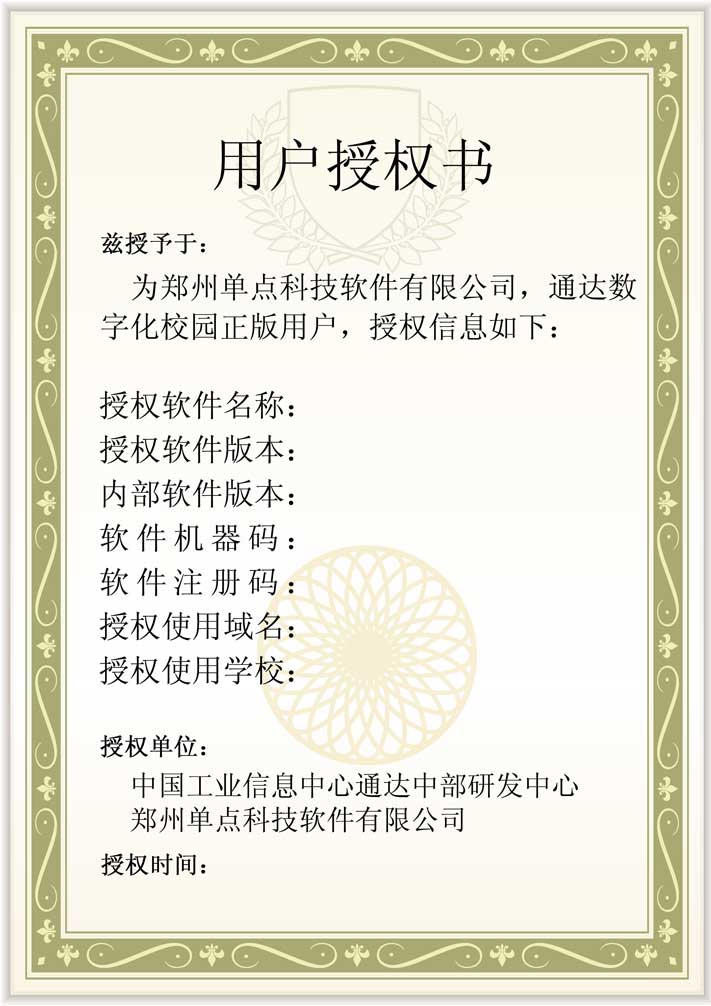 用户授权书
兹授予于：
为郑州单点科技软件有限公司，通达数
字化校园正版用户，授权信息如下：
授权软件名称：
授权软件版本：
内部软件版本：
软件机器码：
软件注册码：
授权使用域名：
授权使用学校：
授权单位：
中国工业信息中心通达中部研发中心
郑州单点科技软件有限公司
授权时间：